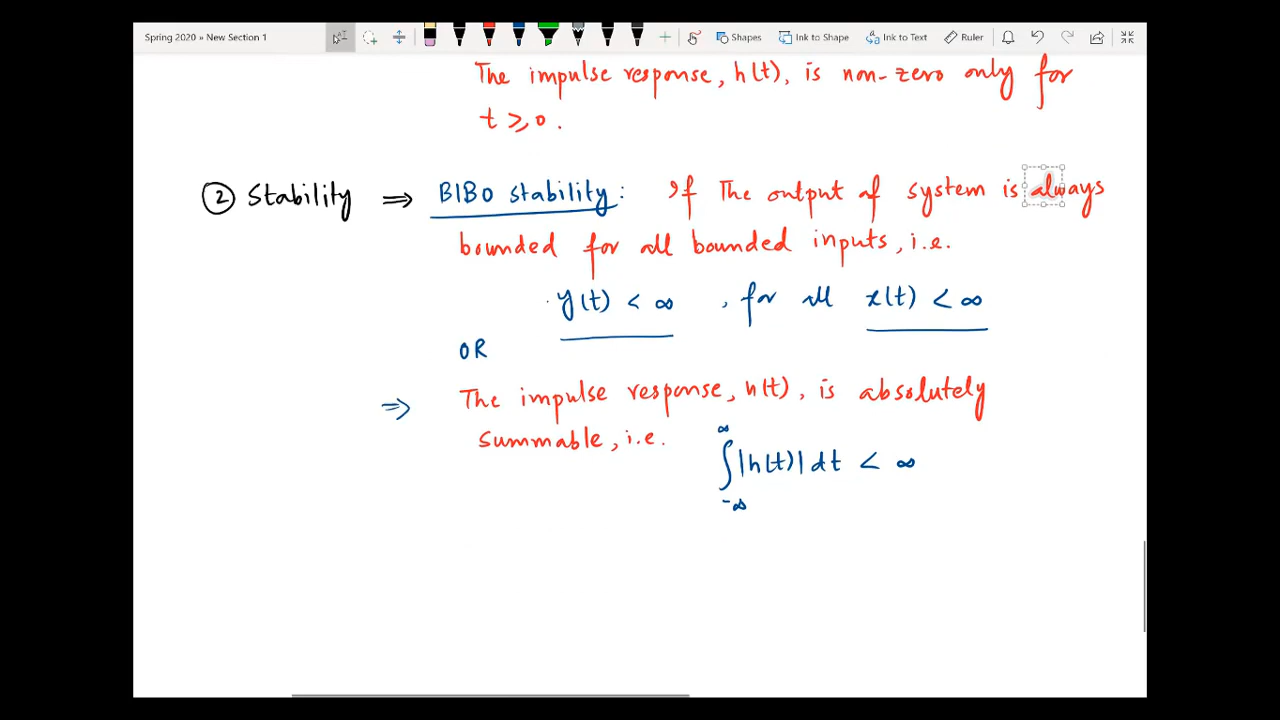 Spring 2020 » New Section 1
Shapes
Ink to Shape
Ink to Text
Ruler
The impulse response, h(t), is non-zero only for
t ⩾ 0.
② Stability ⇒ BIBO stability: If The output of system is always
bounded for all bounded inputs, i.e.
y(t) < ∞ , for all x(t) < ∞
OR
⇒ The impulse response, h(t), is absolutely
summable, i.e.
∫_{-∞}^{∞} |h(t)| dt < ∞